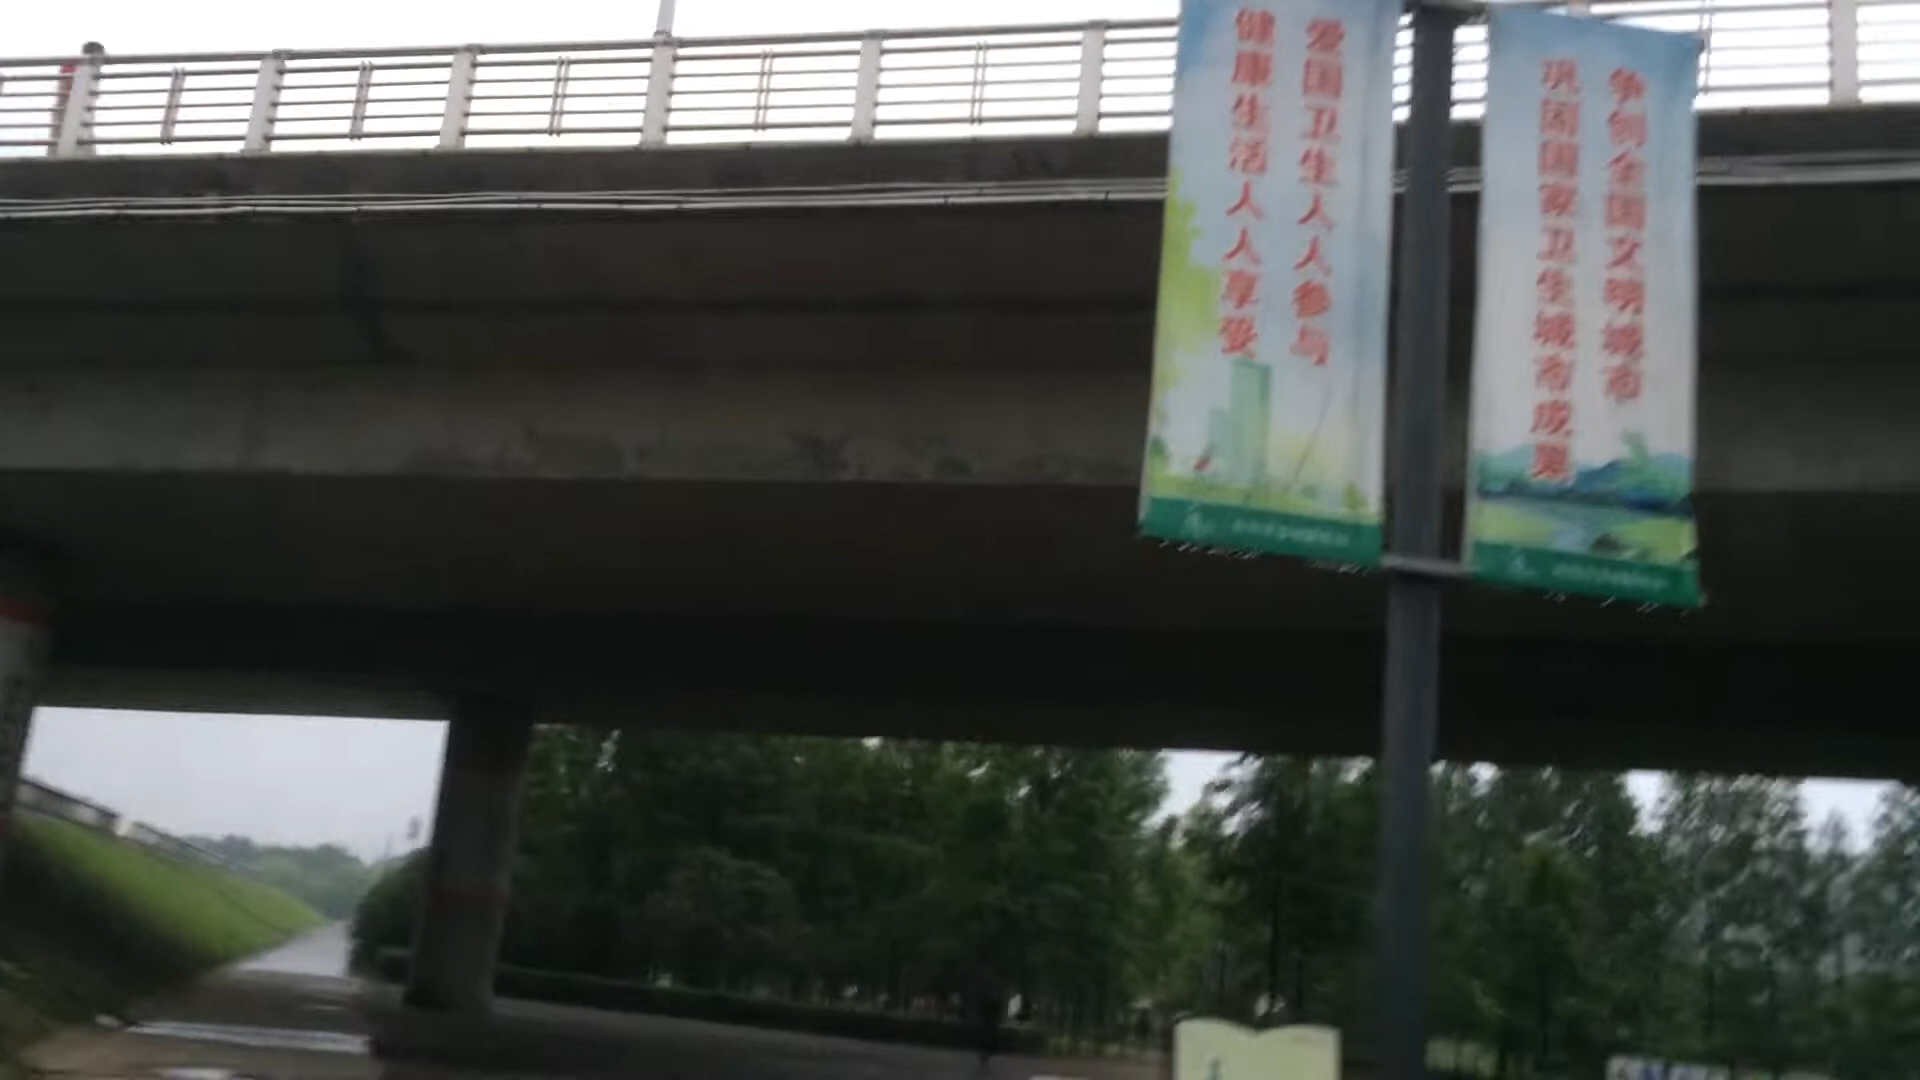 爱国卫生人人参与
健康生活人人享受
争创全国文明城市
巩固国家卫生城市成果